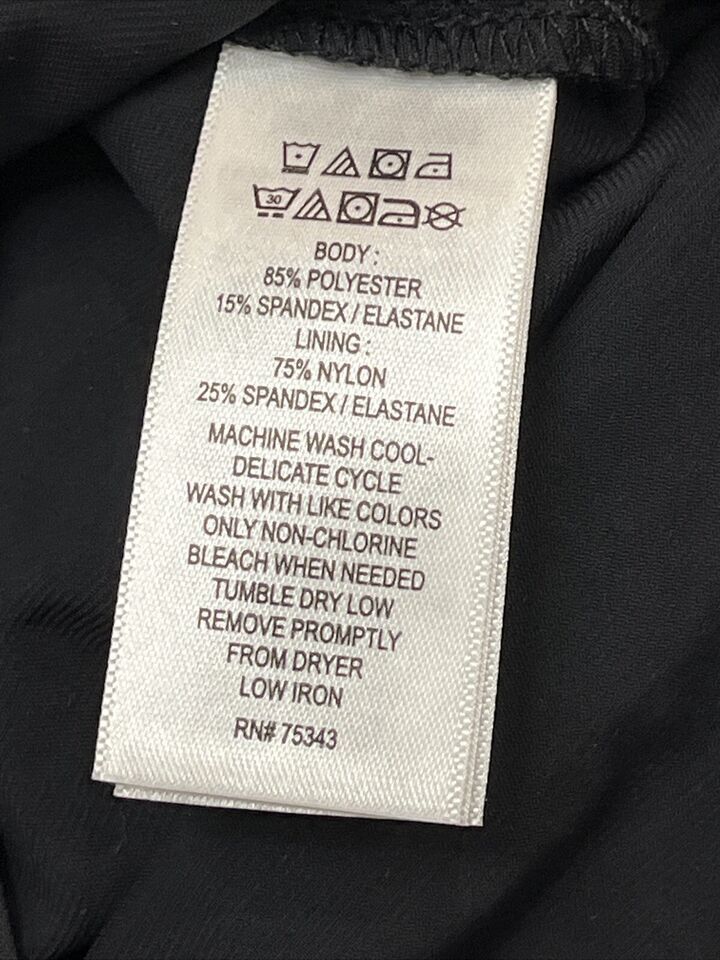 30
BODY:
85% POLYESTER
15% SPANDEX / ELASTANE
LINING:
75% NYLON
25% SPANDEX / ELASTANE
MACHINE WASH COOL-
DELICATE CYCLE
WASH WITH LIKE COLORS
ONLY NON-CHLORINE
BLEACH WHEN NEEDED
TUMBLE DRY LOW
REMOVE PROMPTLY
FROM DRYER
LOW IRON
RN# 75343